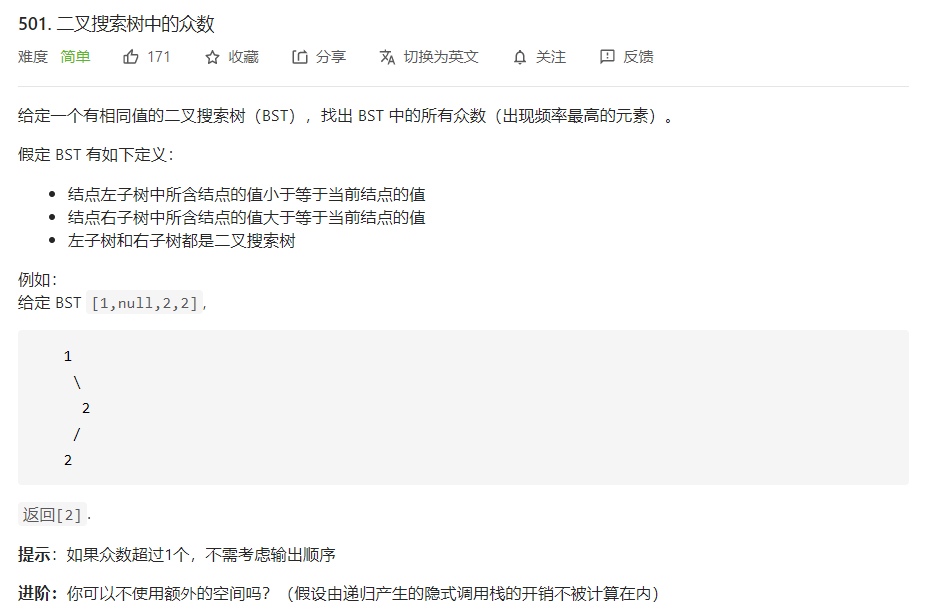 501. 二叉搜索树中的众数
难度 简单 171 收藏 分享 切换为英文 关注 反馈
给定一个有相同值的二叉搜索树（BST），找出 BST 中的所有众数（出现频率最高的元素）。
假定 BST 有如下定义：
• 结点左子树中所含结点的值小于等于当前结点的值
• 结点右子树中所含结点的值大于等于当前结点的值
• 左子树和右子树都是二叉搜索树
例如：
给定 BST [1,null,2,2],
1
\
2
/
2
返回[2].
提示：如果众数超过1个，不需考虑输出顺序
进阶：你可以不使用额外的空间吗？（假设由递归产生的隐式调用栈的开销不被计算在内）